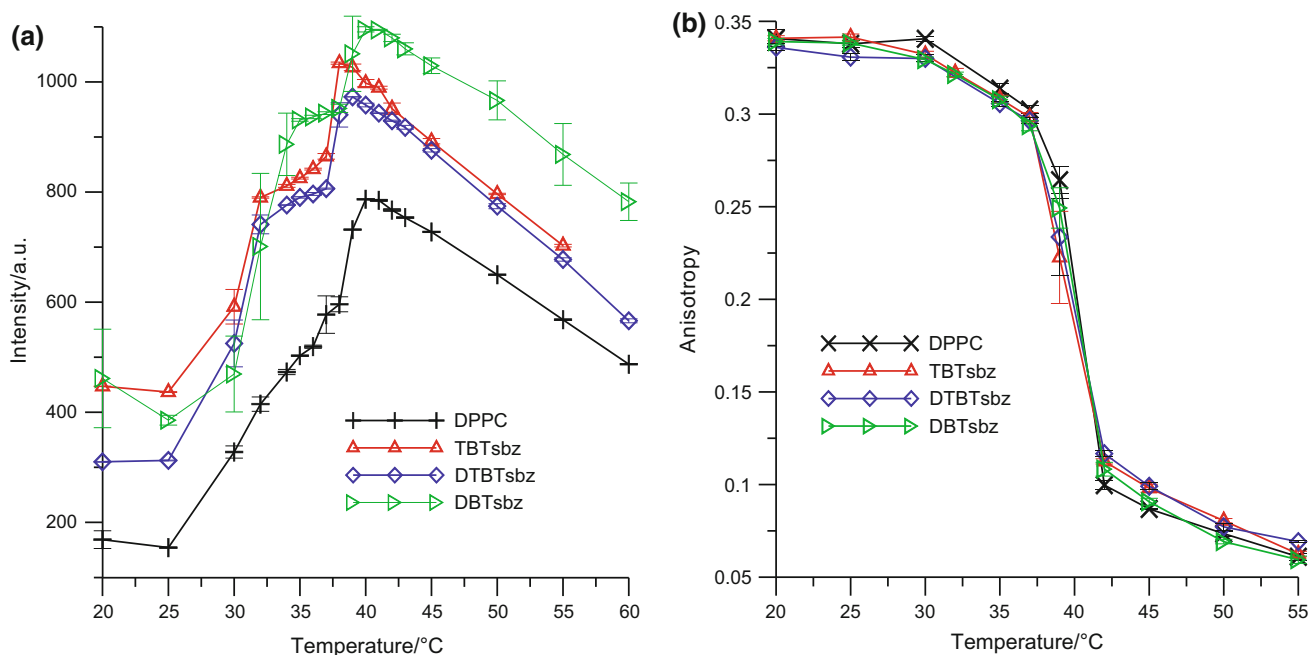 (a)
Intensity/a.u.
1000
800
600
400
200
DPPC
TBTsbz
DTBTsbz
DBTsbz
20 25 30 35 40 45 50 55 60
Temperature/°C
(b)
Anisotropy
0.35
0.3
0.25
0.2
0.15
0.1
0.05
DPPC
TBTsbz
DTBTsbz
DBTsbz
20 25 30 35 40 45 50 55
Temperature/°C